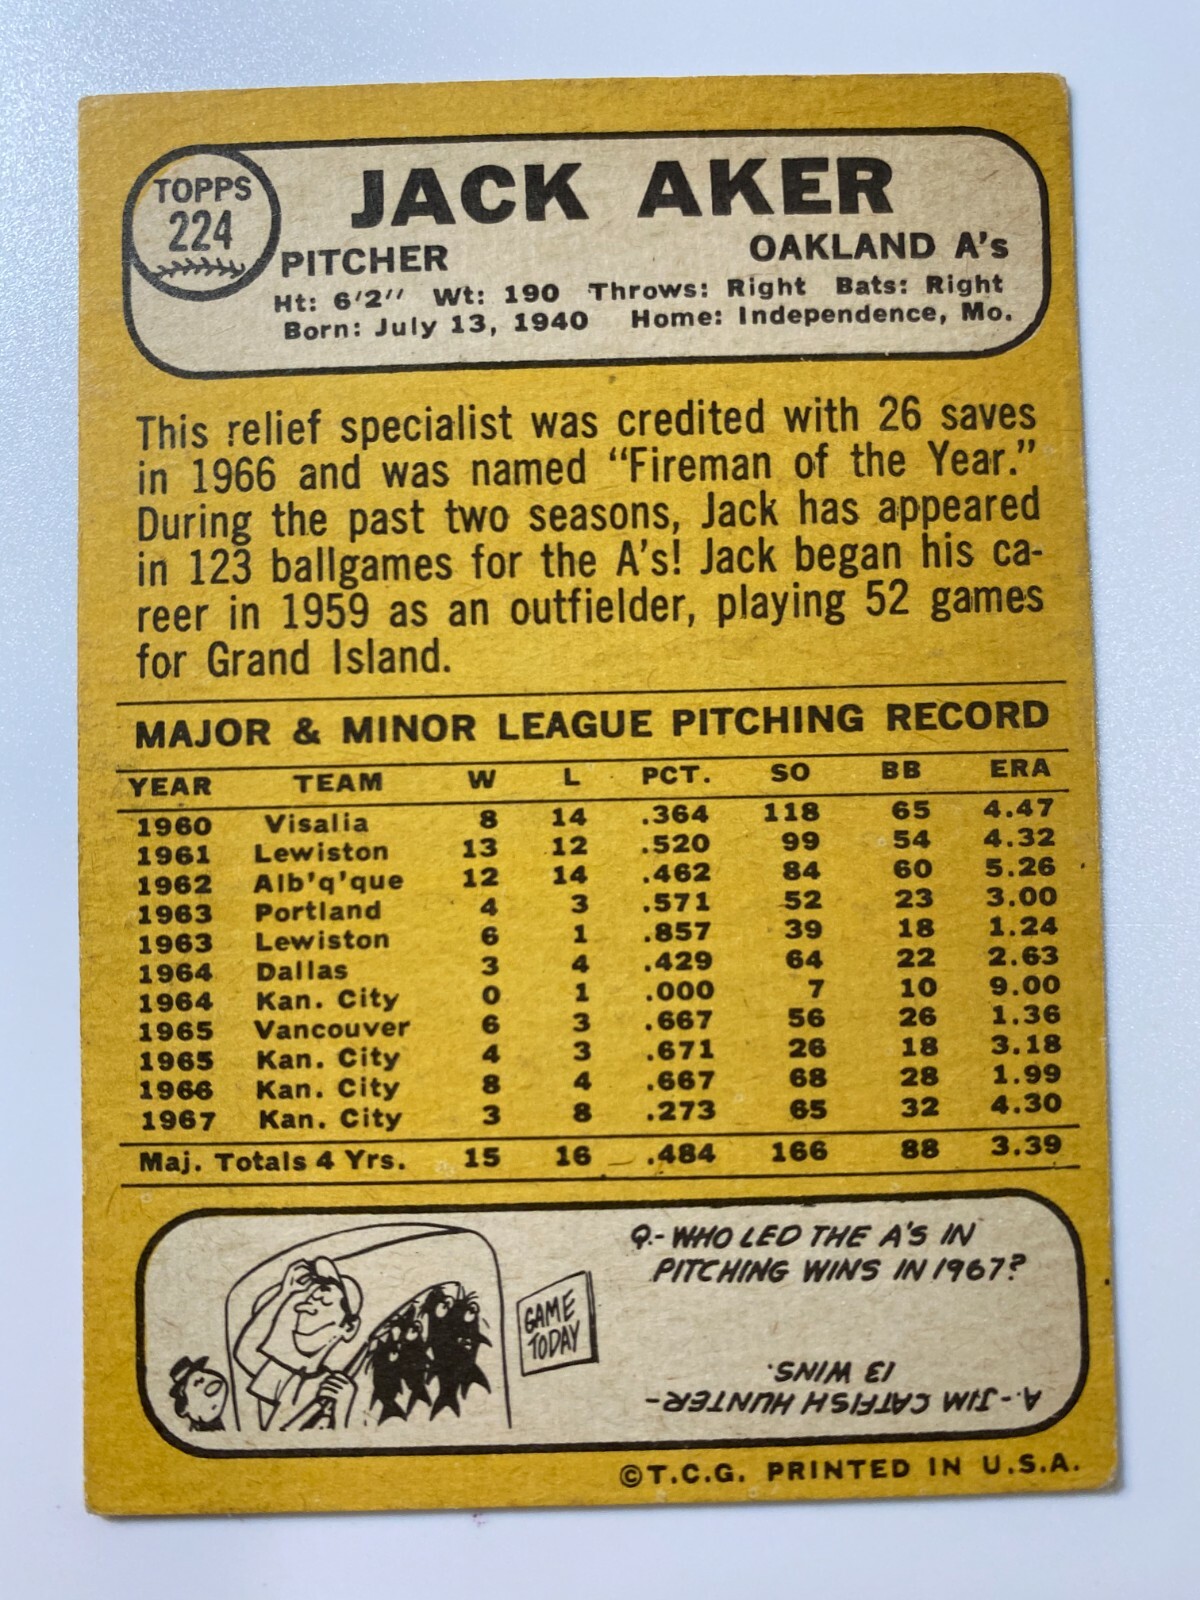 TOPPS
224
JACK AKER
PITCHER OAKLAND A's
Ht: 6'2" Wt: 190 Throws: Right Bats: Right
Born: July 13, 1940 Home: Independence, Mo.
This relief specialist was credited with 26 saves
in 1966 and was named “Fireman of the Year.”
During the past two seasons, Jack has appeared
in 123 ballgames for the A's! Jack began his ca-
reer in 1959 as an outfielder, playing 52 games
for Grand Island.
MAJOR & MINOR LEAGUE PITCHING RECORD
YEAR TEAM W L PCT. SO BB ERA
1960 Visalia 8 14 .364 118 65 4.47
1961 Lewiston 13 12 .520 99 54 4.32
1962 Alb'q'que 12 14 .462 84 60 5.26
1963 Portland 4 3 .571 52 23 3.00
1963 Lewiston 6 1 .857 39 18 1.24
1964 Dallas 3 4 .429 64 22 2.63
1964 Kan. City 0 1 .000 7 10 9.00
1965 Vancouver 6 3 .667 56 26 1.36
1965 Kan. City 4 3 .671 26 18 3.18
1966 Kan. City 8 4 .667 68 28 1.99
1967 Kan. City 3 8 .273 65 32 4.30
Maj. Totals 4 Yrs. 15 16 .484 166 88 3.39
Q.- WHO LED THE A'S IN
PITCHING WINS IN 1967?
GAME
TODAY
A.- JIM CATFISH HUNTER-
13 WINS.
©T.C.G. PRINTED IN U.S.A.